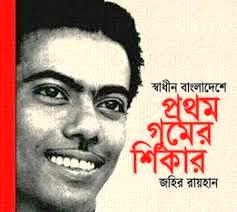 স্বাধীন বাংলাদেশে
প্রথম
গুমের
শিকার
জহির রায়হান